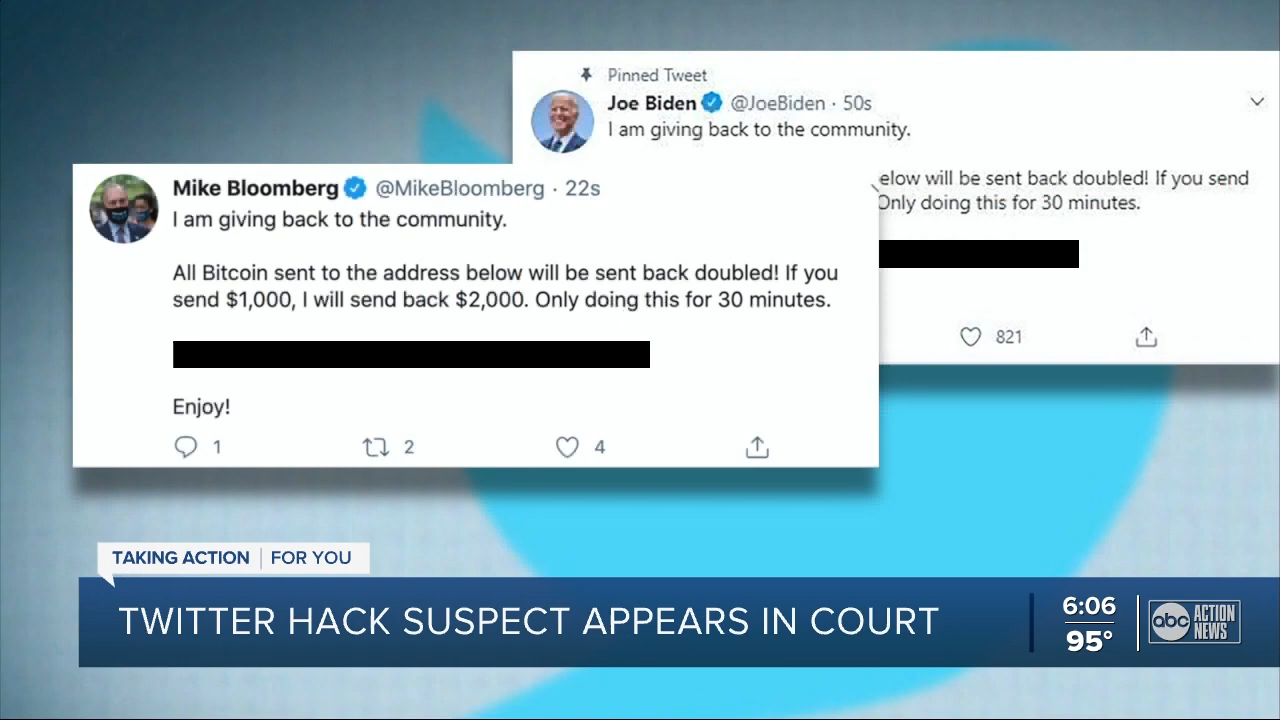 Pinned Tweet
Joe Biden @JoeBiden · 50s
I am giving back to the community.
elow will be sent back doubled! If you send
Only doing this for 30 minutes.
821
Mike Bloomberg @MikeBloomberg · 22s
I am giving back to the community.
All Bitcoin sent to the address below will be sent back doubled! If you
send $1,000, I will send back $2,000. Only doing this for 30 minutes.
Enjoy!
1 2 4
TAKING ACTION | FOR YOU
TWITTER HACK SUSPECT APPEARS IN COURT
6:06
95°
abc ACTION
NEWS